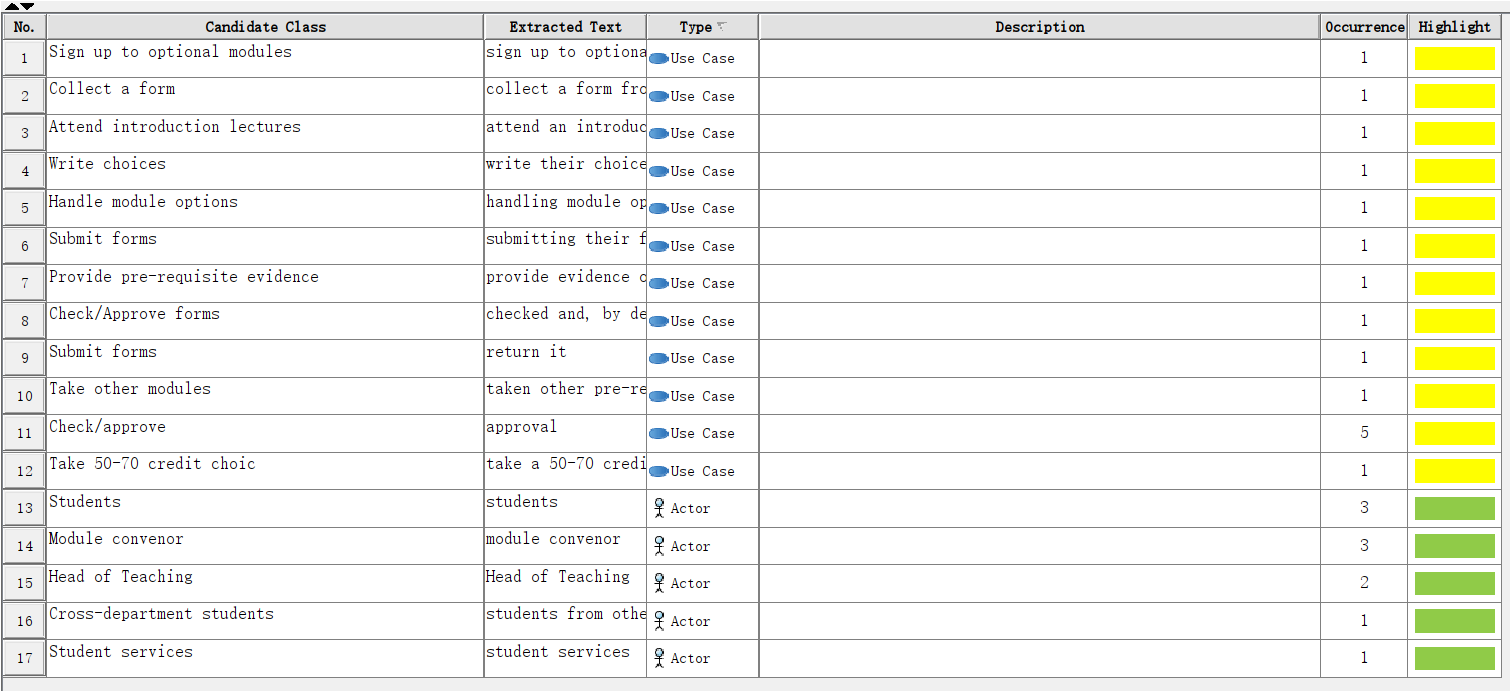 No. Candidate Class Extracted Text Type Description Occurrence Highlight
1 Sign up to optional modules sign up to optiona Use Case 1
2 Collect a form collect a form fro Use Case 1
3 Attend introduction lectures attend an introduc Use Case 1
4 Write choices write their choice Use Case 1
5 Handle module options handling module op Use Case 1
6 Submit forms submitting their f Use Case 1
7 Provide pre-requisite evidence provide evidence o Use Case 1
8 Check/Approve forms checked and, by de Use Case 1
9 Submit forms return it Use Case 1
10 Take other modules taken other pre-re Use Case 1
11 Check/approve approval Use Case 5
12 Take 50-70 credit choic take a 50-70 credi Use Case 1
13 Students students Actor 3
14 Module convenor module convenor Actor 3
15 Head of Teaching Head of Teaching Actor 2
16 Cross-department students students from othe Actor 1
17 Student services student services Actor 1